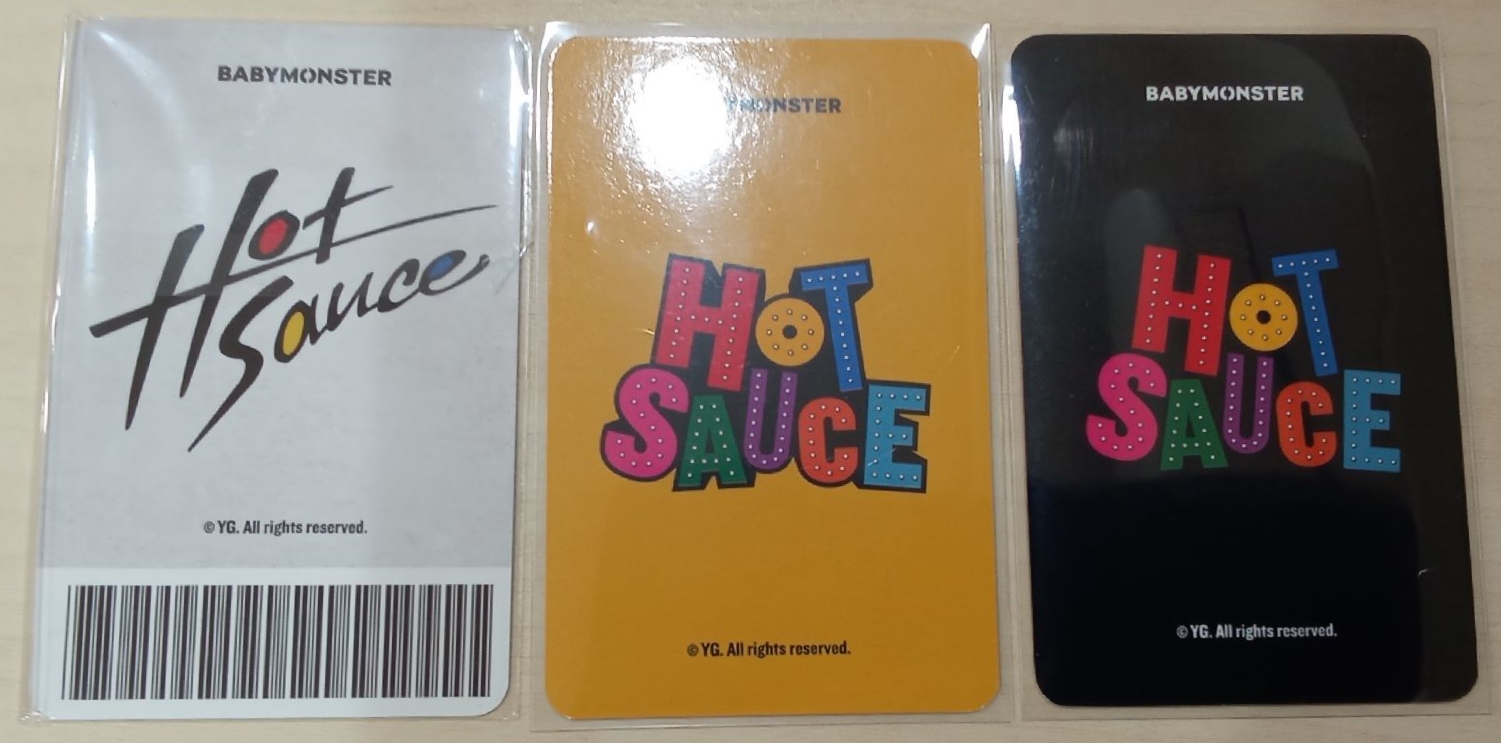 BABYMONSTER
Hot
Sauce
© YG. All rights reserved.
MONSTER
HOT
SAUCE
© YG. All rights reserved.
BABYMONSTER
HOT
SAUCE
© YG. All rights reserved.